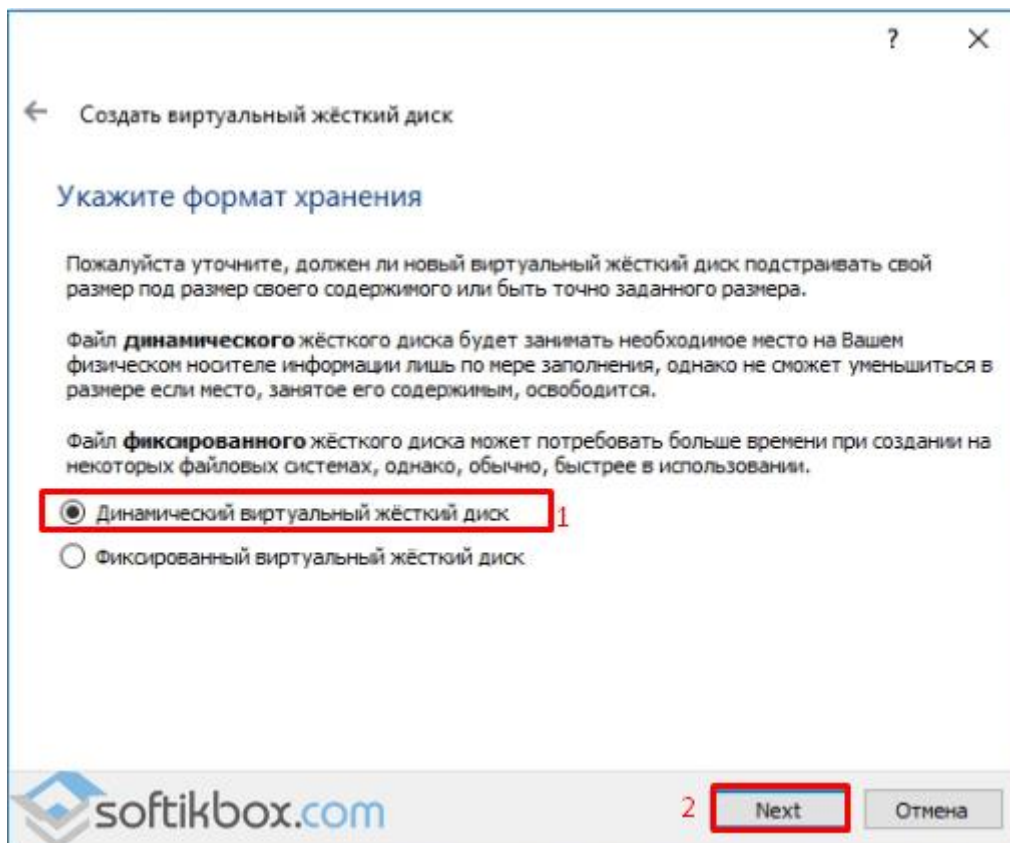 ?
Создать виртуальный жёсткий диск
Укажите формат хранения
Пожалуйста уточните, должен ли новый виртуальный жёсткий диск подстраивать свой
размер под размер своего содержимого или быть точно заданного размера.
Файл динамического жёсткого диска будет занимать необходимое место на Вашем
физическом носителе информации лишь по мере заполнения, однако не сможет уменьшиться в
размере если место, занятое его содержимым, освободится.
Файл фиксированного жёсткого диска может потребовать больше времени при создании на
некоторых файловых системах, однако, обычно, быстрее в использовании.
Динамический виртуальный жёсткий диск 1
Фиксированный виртуальный жёсткий диск
softikbox.com 2 Next Отмена